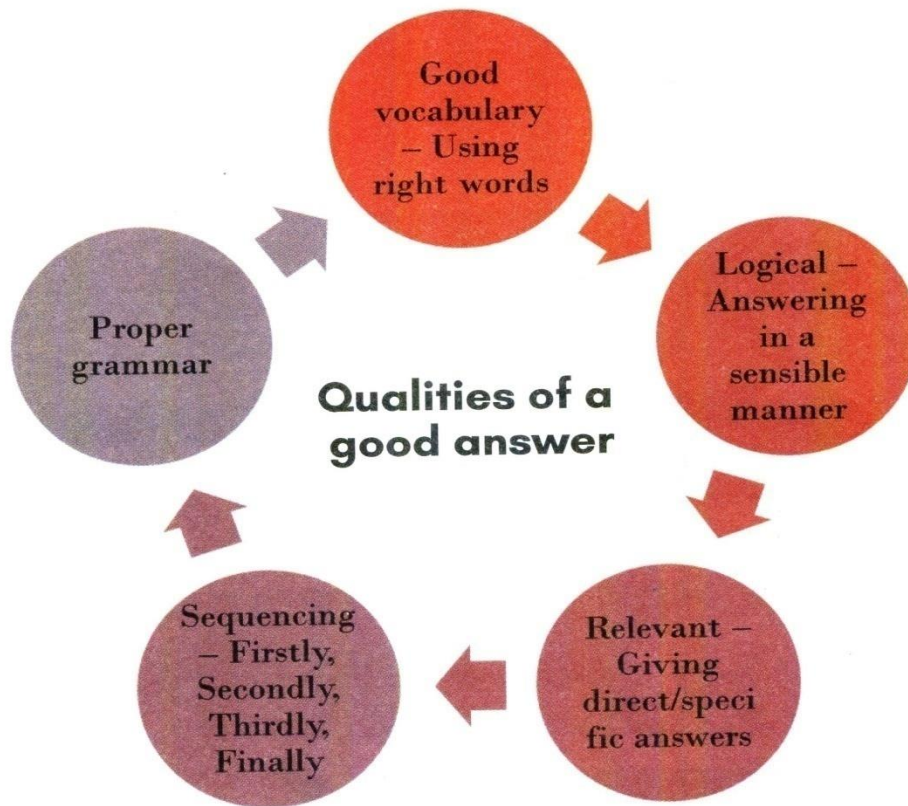 Good
vocabulary
– Using
right words
Logical –
Answering
in a
sensible
manner
Relevant –
Giving
direct/speci
fic answers
Sequencing
– Firstly,
Secondly,
Thirdly,
Finally
Proper
grammar
Qualities of a
good answer